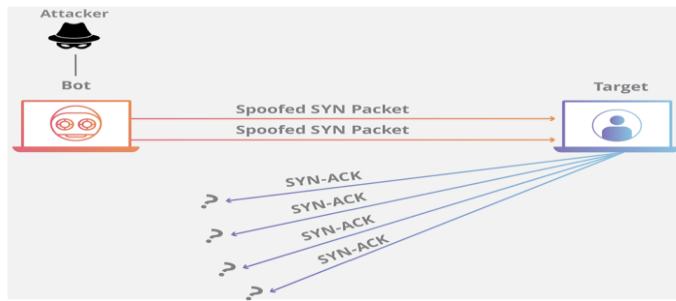 Attacker
Bot
Target
Spoofed SYN Packet
Spoofed SYN Packet
SYN-ACK
?
SYN-ACK
?
SYN-ACK
?
SYN-ACK
?